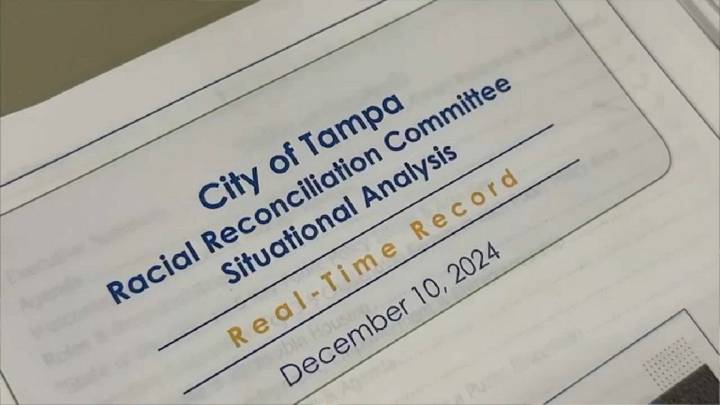 City of Tampa
Racial Reconciliation Committee
Situational Analysis
Real-Time Record
December 10, 2024